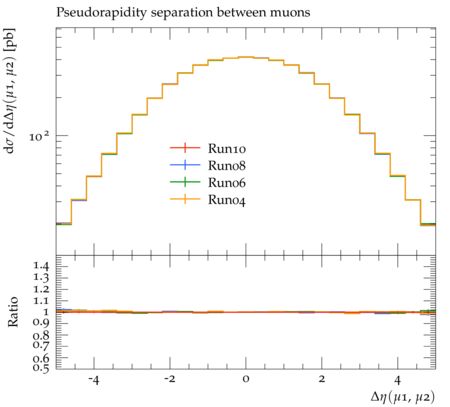 Pseudorapidity separation between muons
dσ/dΔη(μ1, μ2) [pb]
10²
Run10
Run08
Run06
Run04
Ratio
1.4
1.3
1.2
1.1
1
0.9
0.8
0.7
0.6
0.5
-4 -2 0 2 4
Δη(μ1, μ2)